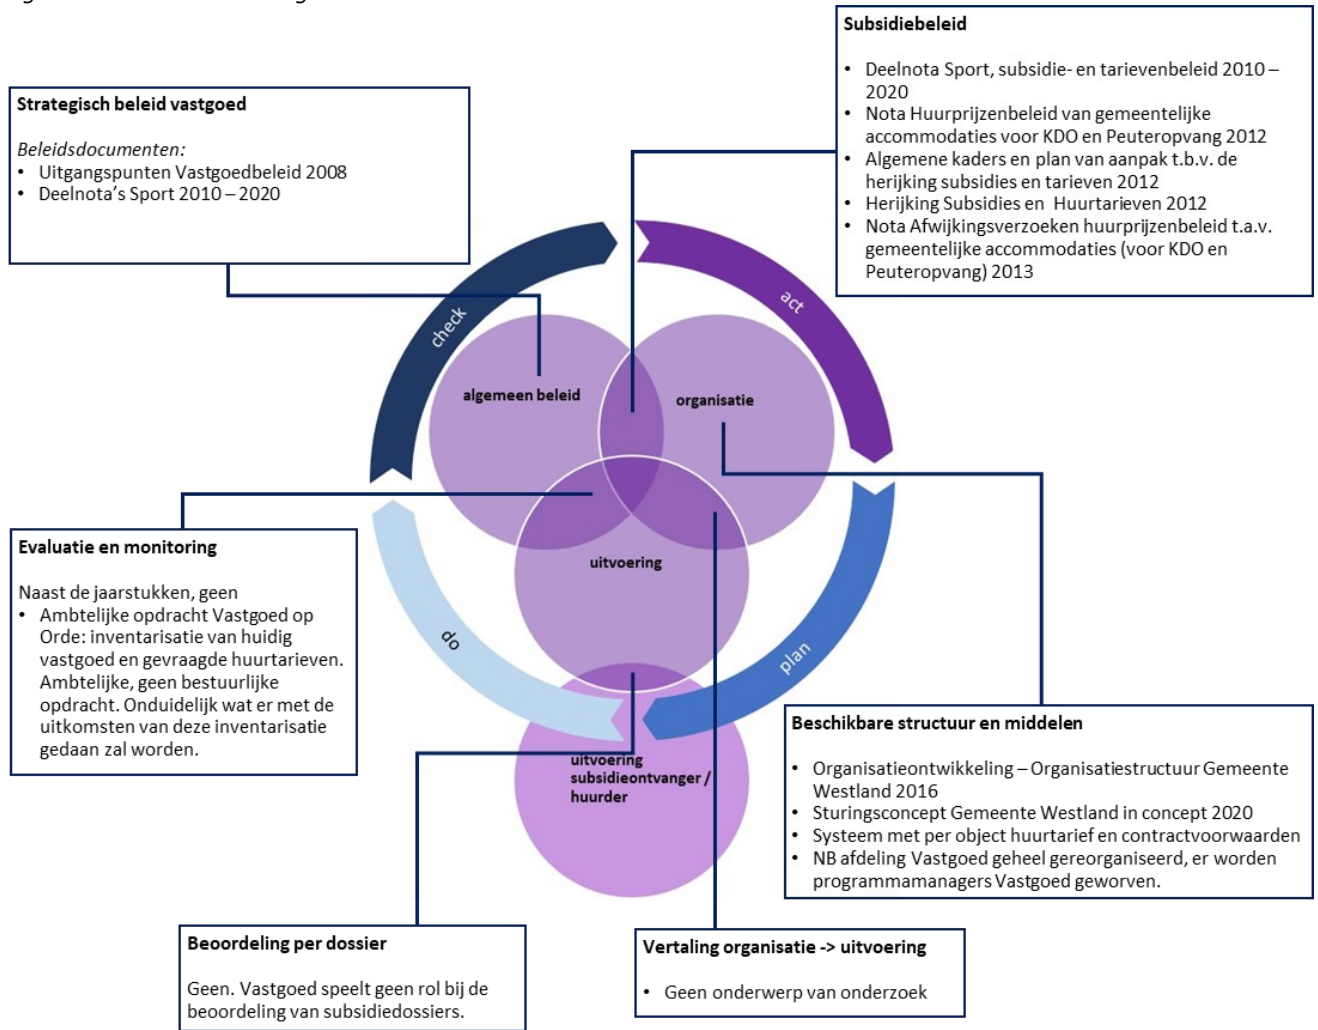 Subsidiebeleid
• Deelnota Sport, subsidie- en tarievenbeleid 2010 –
2020
• Nota Huurprijzenbeleid van gemeentelijke
accommodaties voor KDO en Peuteropvang 2012
• Algemene kaders en plan van aanpak t.b.v. de
herijking subsidies en tarieven 2012
• Herijking Subsidies en Huurtarieven 2012
• Nota Afwijkingsverzoeken huurprijzenbeleid t.a.v.
gemeentelijke accommodaties (voor KDO en
Peuteropvang) 2013
Strategisch beleid vastgoed
Beleidsdocumenten:
• Uitgangspunten Vastgoedbeleid 2008
• Deelnota's Sport 2010 – 2020
check
act
algemeen beleid
organisatie
uitvoering
do
plan
uitvoering
subsidieontvanger /
huurder
Evaluatie en monitoring
Naast de jaarstukken, geen
• Ambtelijke opdracht Vastgoed op
Orde: inventarisatie van huidig
vastgoed en gevraagde huurtarieven.
Ambtelijke, geen bestuurlijke
opdracht. Onduidelijk wat er met de
uitkomsten van deze inventarisatie
gedaan zal worden.
Beschikbare structuur en middelen
• Organisatieontwikkeling – Organisatiestructuur Gemeente
Westland 2016
• Sturingsconcept Gemeente Westland in concept 2020
• Systeem met per object huurtarief en contractvoorwaarden
• NB afdeling Vastgoed geheel gereorganiseerd, er worden
programmamanagers Vastgoed geworven.
Beoordeling per dossier
Geen. Vastgoed speelt geen rol bij de
beoordeling van subsidiedossiers.
Vertaling organisatie -> uitvoering
• Geen onderwerp van onderzoek